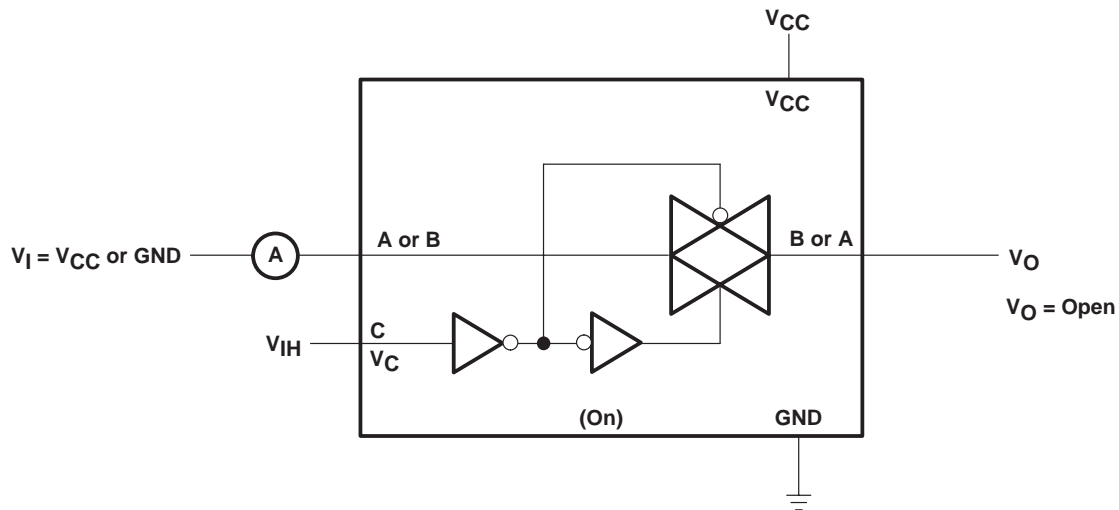 VCC
VCC
VI = VCC or GND
A
A or B
B or A
VO
VO = Open
VIH
C
VC
(On)
GND